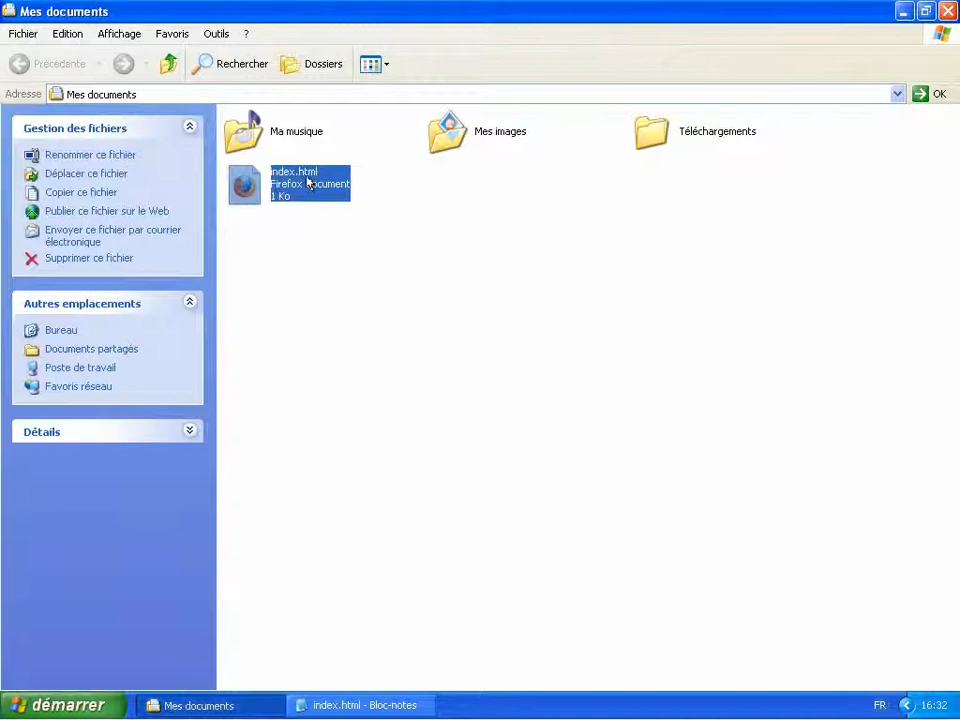 Mes documents
Fichier Edition Affichage Favoris Outils ?
Précédente Rechercher Dossiers
Adresse Mes documents OK
Gestion des fichiers
Renommer ce fichier
Déplacer ce fichier
Copier ce fichier
Publier ce fichier sur le Web
Envoyer ce fichier par courrier
électronique
Supprimer ce fichier
Autres emplacements
Bureau
Documents partagés
Poste de travail
Favoris réseau
Détails
Ma musique Mes images Téléchargements
index.html
Firefox Document
1 Ko
démarrer Mes documents index.html - Bloc-notes FR 16:32